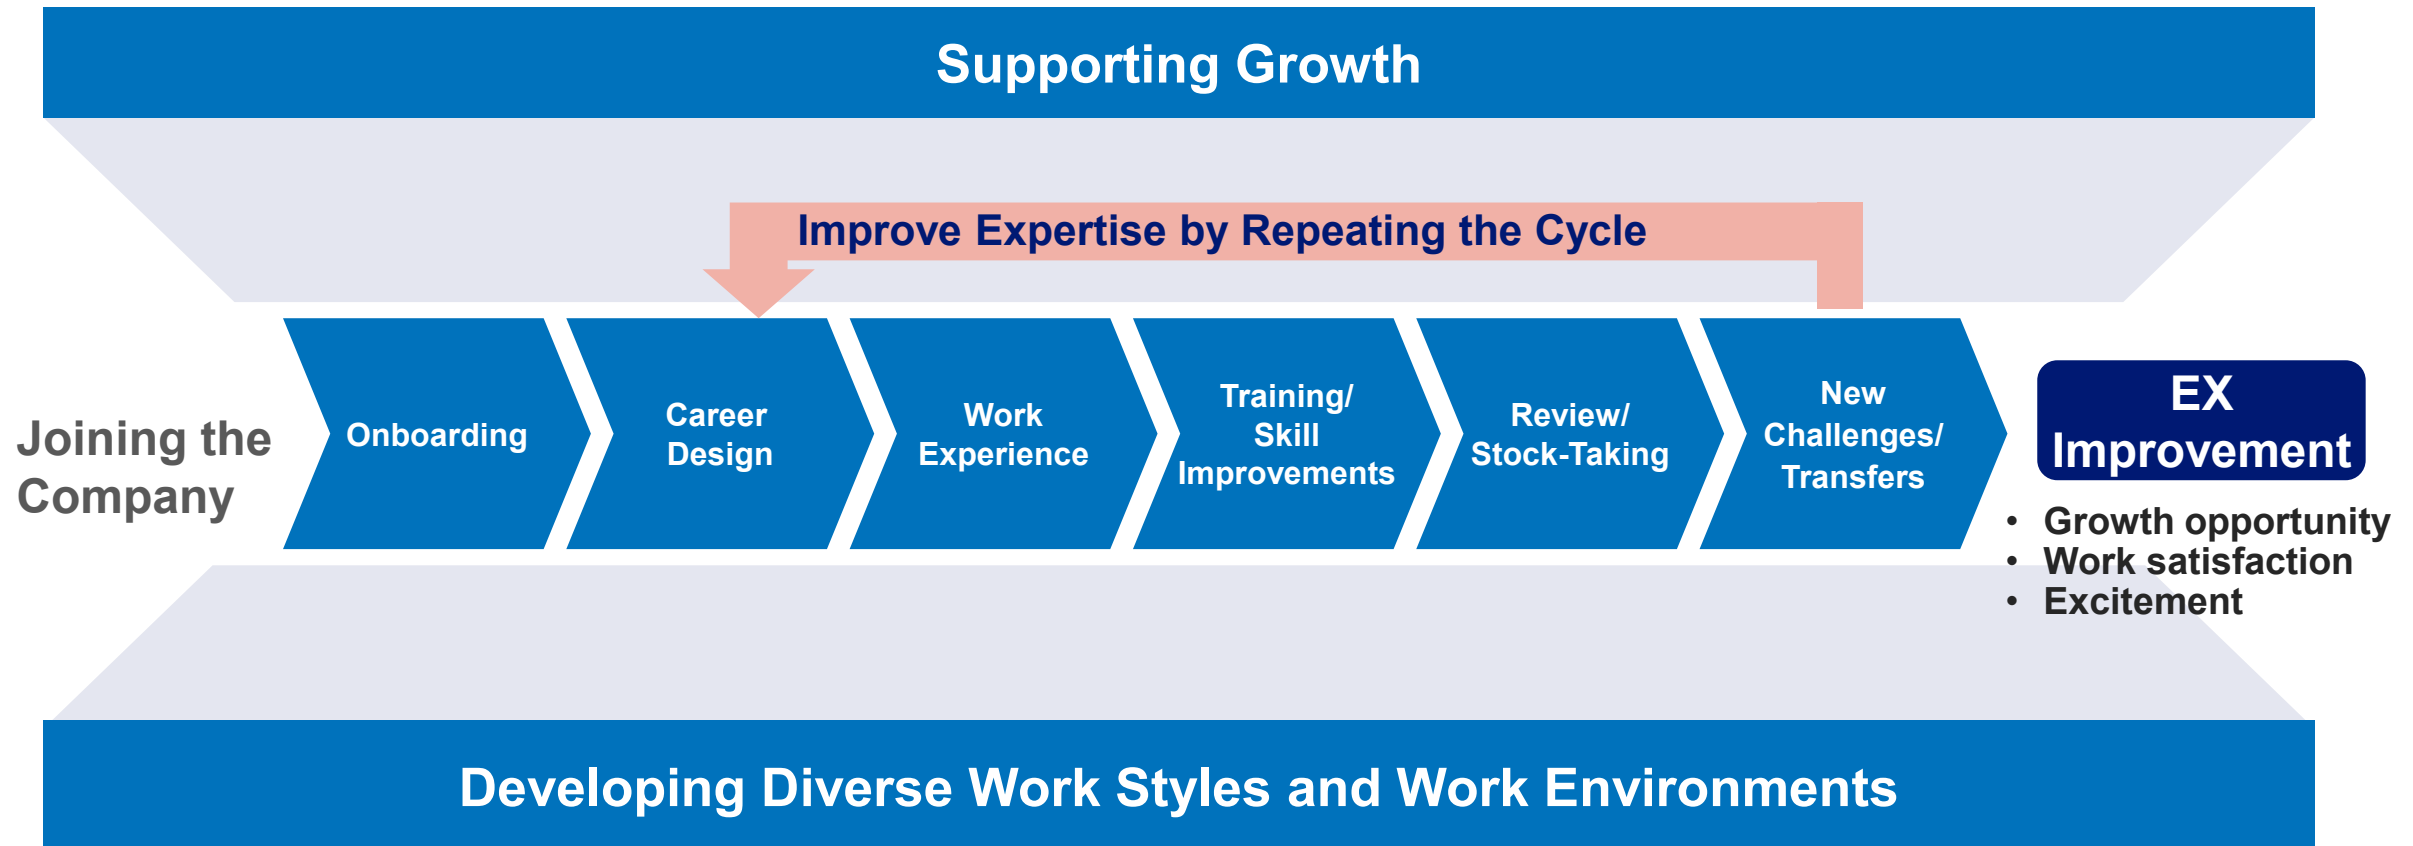 Supporting Growth
Improve Expertise by Repeating the Cycle
Joining the
Company
Onboarding
Career
Design
Work
Experience
Training/
Skill
Improvements
Review/
Stock-Taking
New
Challenges/
Transfers
EX
Improvement
• Growth opportunity
• Work satisfaction
• Excitement
Developing Diverse Work Styles and Work Environments